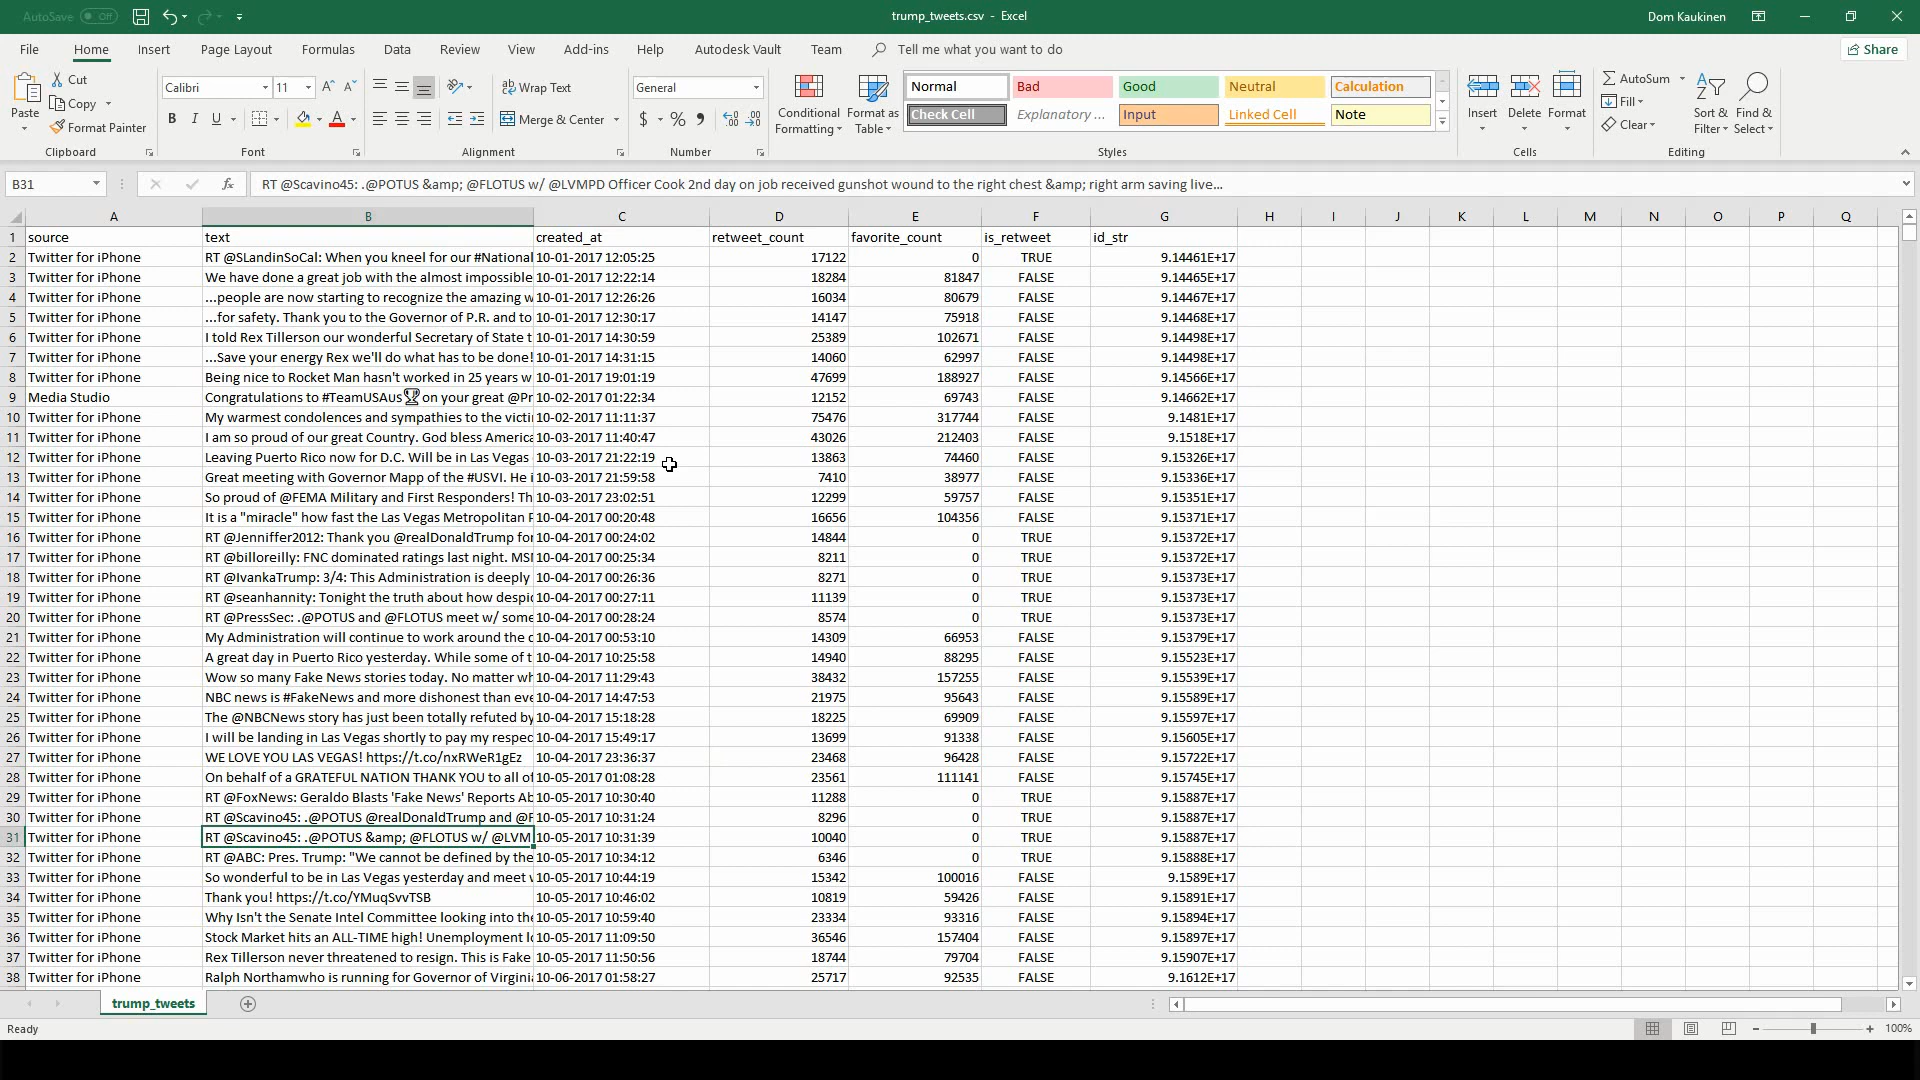 AutoSave Off trump_tweets.csv - Excel Dom Kaukinen
File Home Insert Page Layout Formulas Data Review View Add-ins Help Autodesk Vault Team Tell me what you want to do Share
Paste Cut Copy Format Painter
Calibri 11 B I U
Wrap Text Merge & Center
General $ %
Conditional Formatting Format as Table
Normal Bad Good Neutral Calculation
Check Cell Explanatory ... Input Linked Cell Note
Insert Delete Format
AutoSum Fill Clear Sort & Filter Find & Select
Clipboard Font Alignment Number Styles Cells Editing
B31 fx RT @Scavino45: .@POTUS &amp; @FLOTUS w/ @LVMPD Officer Cook 2nd day on job received gunshot wound to the right chest &amp; right arm saving live...
A B C D E F G H I J K L M N O P Q
1 source text created_at retweet_count favorite_count is_retweet id_str
2 Twitter for iPhone RT @SLandinSoCal: When you kneel for our #National 10-01-2017 12:05:25 17122 0 TRUE 9.14461E+17
3 Twitter for iPhone We have done a great job with the almost impossible 10-01-2017 12:22:14 18284 81847 FALSE 9.14465E+17
4 Twitter for iPhone ...people are now starting to recognize the amazing w 10-01-2017 12:26:26 16034 80679 FALSE 9.14467E+17
5 Twitter for iPhone ...for safety. Thank you to the Governor of P.R. and to 10-01-2017 12:30:17 14147 75918 FALSE 9.14468E+17
6 Twitter for iPhone I told Rex Tillerson our wonderful Secretary of State t 10-01-2017 14:30:59 25389 102671 FALSE 9.14498E+17
7 Twitter for iPhone ...Save your energy Rex we'll do what has to be done! 10-01-2017 14:31:15 14060 62997 FALSE 9.14498E+17
8 Twitter for iPhone Being nice to Rocket Man hasn't worked in 25 years w 10-01-2017 19:01:19 47699 188927 FALSE 9.14566E+17
9 Media Studio Congratulations to #TeamUSAus🏆 on your great @Pr 10-02-2017 01:22:34 12152 69743 FALSE 9.14662E+17
10 Twitter for iPhone My warmest condolences and sympathies to the victi 10-02-2017 11:11:37 75476 317744 FALSE 9.1481E+17
11 Twitter for iPhone I am so proud of our great Country. God bless America 10-03-2017 11:40:47 43026 212403 FALSE 9.1518E+17
12 Twitter for iPhone Leaving Puerto Rico now for D.C. Will be in Las Vegas 10-03-2017 21:22:19 13863 74460 FALSE 9.15326E+17
13 Twitter for iPhone Great meeting with Governor Mapp of the #USVI. He i 10-03-2017 21:59:58 7410 38977 FALSE 9.15336E+17
14 Twitter for iPhone So proud of @FEMA Military and First Responders! Th 10-03-2017 23:02:51 12299 59757 FALSE 9.15351E+17
15 Twitter for iPhone It is a "miracle" how fast the Las Vegas Metropolitan P 10-04-2017 00:20:48 16656 104356 FALSE 9.15371E+17
16 Twitter for iPhone RT @Jenniffer2012: Thank you @realDonaldTrump for 10-04-2017 00:24:02 14844 0 TRUE 9.15372E+17
17 Twitter for iPhone RT @billoreilly: FNC dominated ratings last night. MS 10-04-2017 00:25:34 8211 0 TRUE 9.15372E+17
18 Twitter for iPhone RT @IvankaTrump: 3/4: This Administration is deeply 10-04-2017 00:26:36 8271 0 TRUE 9.15373E+17
19 Twitter for iPhone RT @seanhannity: Tonight the truth about how despi 10-04-2017 00:27:11 11139 0 TRUE 9.15373E+17
20 Twitter for iPhone RT @PressSec: .@POTUS and @FLOTUS meet w/ some 10-04-2017 00:28:24 8574 0 TRUE 9.15373E+17
21 Twitter for iPhone My Administration will continue to work around the c 10-04-2017 00:53:10 14309 66953 FALSE 9.15379E+17
22 Twitter for iPhone A great day in Puerto Rico yesterday. While some of t 10-04-2017 10:25:58 14940 88295 FALSE 9.15523E+17
23 Twitter for iPhone Wow so many Fake News stories today. No matter wh 10-04-2017 11:29:43 38432 157255 FALSE 9.15539E+17
24 Twitter for iPhone NBC news is #FakeNews and more dishonest than eve 10-04-2017 14:47:53 21975 95643 FALSE 9.15589E+17
25 Twitter for iPhone The @NBCNews story has just been totally refuted by 10-04-2017 15:18:28 18225 69909 FALSE 9.15597E+17
26 Twitter for iPhone I will be landing in Las Vegas shortly to pay my respec 10-04-2017 15:49:17 13699 91338 FALSE 9.15605E+17
27 Twitter for iPhone WE LOVE YOU LAS VEGAS! https://t.co/nxRWeR1gEz 10-04-2017 23:36:37 23468 96428 FALSE 9.15722E+17
28 Twitter for iPhone On behalf of a GRATEFUL NATION THANK YOU to all of 10-05-2017 01:08:28 23561 111141 FALSE 9.15745E+17
29 Twitter for iPhone RT @FoxNews: Geraldo Blasts 'Fake News' Reports Ab 10-05-2017 10:30:40 11288 0 TRUE 9.15887E+17
30 Twitter for iPhone RT @Scavino45: .@POTUS @realDonaldTrump and @F 10-05-2017 10:31:24 8296 0 TRUE 9.15887E+17
31 Twitter for iPhone RT @Scavino45: .@POTUS &amp; @FLOTUS w/ @LVM 10-05-2017 10:31:39 10040 0 TRUE 9.15887E+17
32 Twitter for iPhone RT @ABC: Pres. Trump: "We cannot be defined by the 10-05-2017 10:34:12 6346 0 TRUE 9.15888E+17
33 Twitter for iPhone So wonderful to be in Las Vegas yesterday and meet w 10-05-2017 10:44:19 15342 100016 FALSE 9.1589E+17
34 Twitter for iPhone Thank you! https://t.co/YMuqSvvTSB 10-05-2017 10:46:02 10819 59426 FALSE 9.15891E+17
35 Twitter for iPhone Why Isn't the Senate Intel Committee looking into the 10-05-2017 10:59:40 23334 93316 FALSE 9.15894E+17
36 Twitter for iPhone Stock Market hits an ALL-TIME high! Unemployment lo 10-05-2017 11:09:50 36546 157404 FALSE 9.15897E+17
37 Twitter for iPhone Rex Tillerson never threatened to resign. This is Fake 10-05-2017 11:50:56 18744 79704 FALSE 9.15907E+17
38 Twitter for iPhone Ralph Northamwho is running for Governor of Virgini 10-06-2017 01:58:27 25717 92535 FALSE 9.1612E+17
trump_tweets
Ready 100%